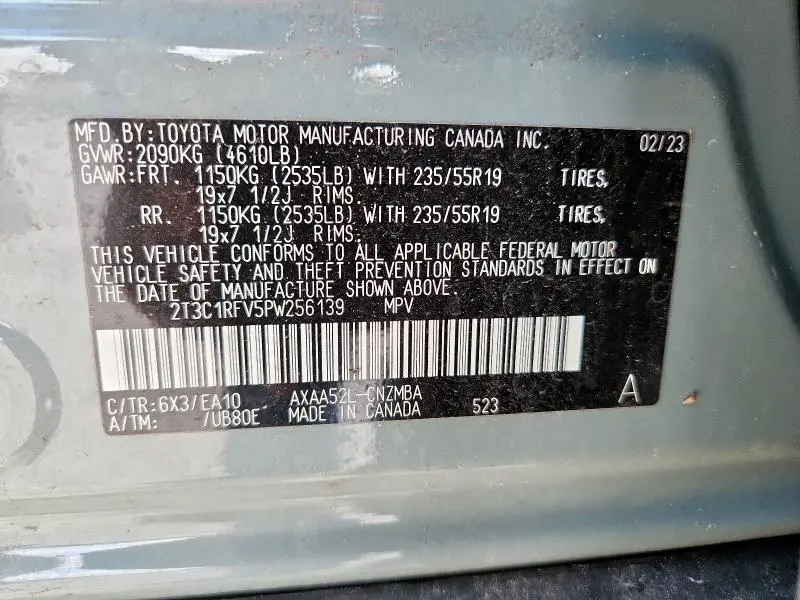 MFD. BY: TOYOTA MOTOR MANUFACTURING CANADA INC. 02/23
GVWR: 2090KG (4610LB)
GAWR: FRT. 1150KG (2535LB) WITH 235/55R19 TIRES,
19x7 1/2J RIMS.
RR. 1150KG (2535LB) WITH 235/55R19 TIRES,
19x7 1/2J RIMS.
THIS VEHICLE CONFORMS TO ALL APPLICABLE FEDERAL MOTOR
VEHICLE SAFETY AND THEFT PREVENTION STANDARDS IN EFFECT ON
THE DATE OF MANUFACTURE SHOWN ABOVE.
2T3C1RFV5PW256139 MPV
C/TR: 6X3/EA10 AXAA52L-CNZMBA
A/TM: /UB80E MADE IN CANADA 523 A